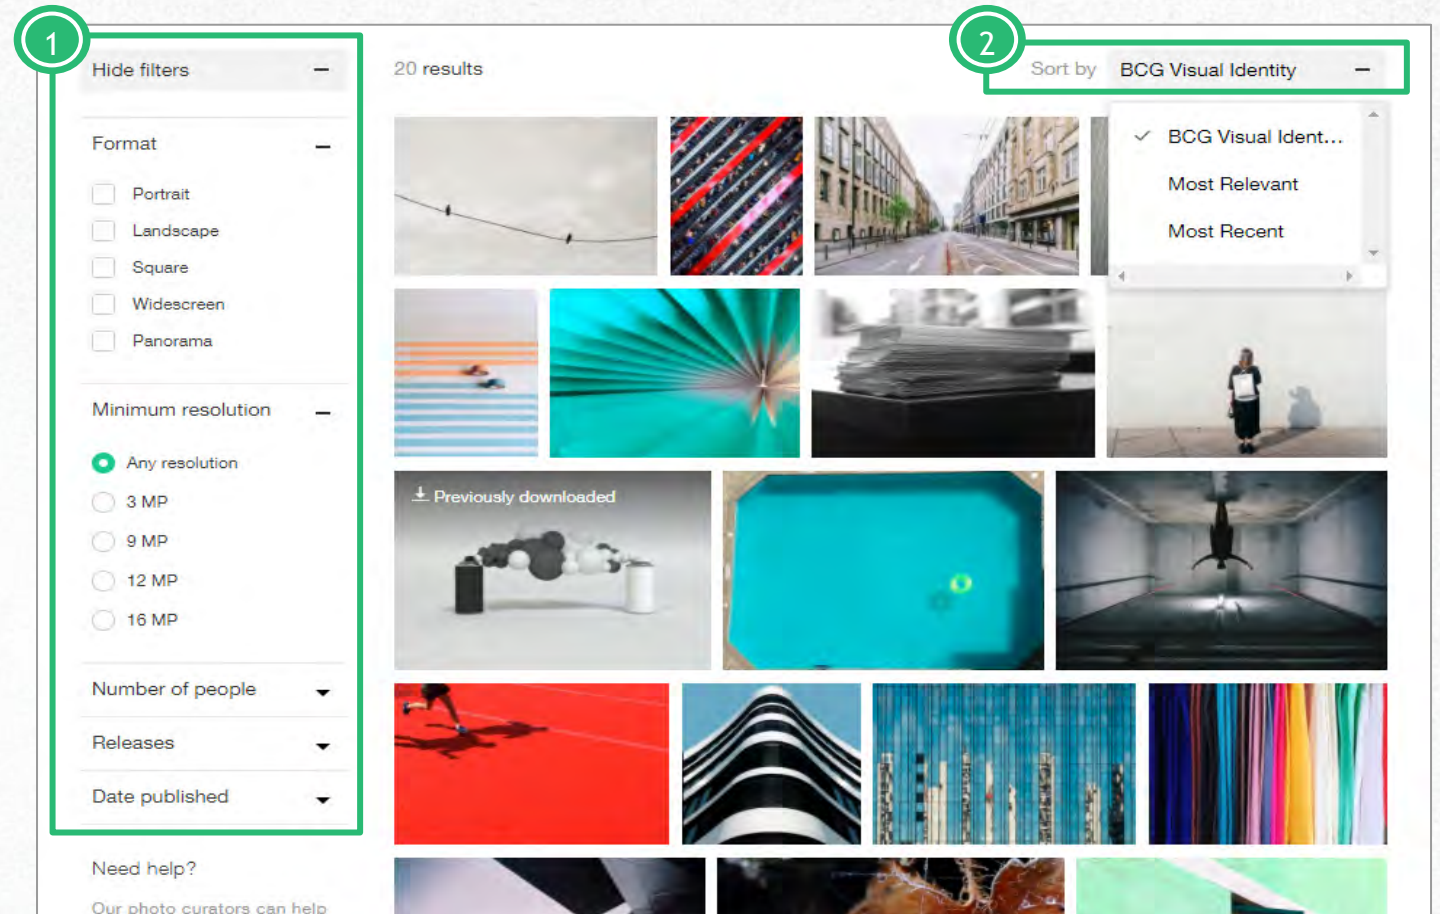 1
Hide filters
Format
Portrait
Landscape
Square
Widescreen
Panorama
Minimum resolution
Any resolution
3 MP
9 MP
12 MP
16 MP
Number of people
Releases
Date published
Need help?
Our photo curators can help
20 results
2
Sort by BCG Visual Identity
BCG Visual Ident...
Most Relevant
Most Recent
Previously downloaded